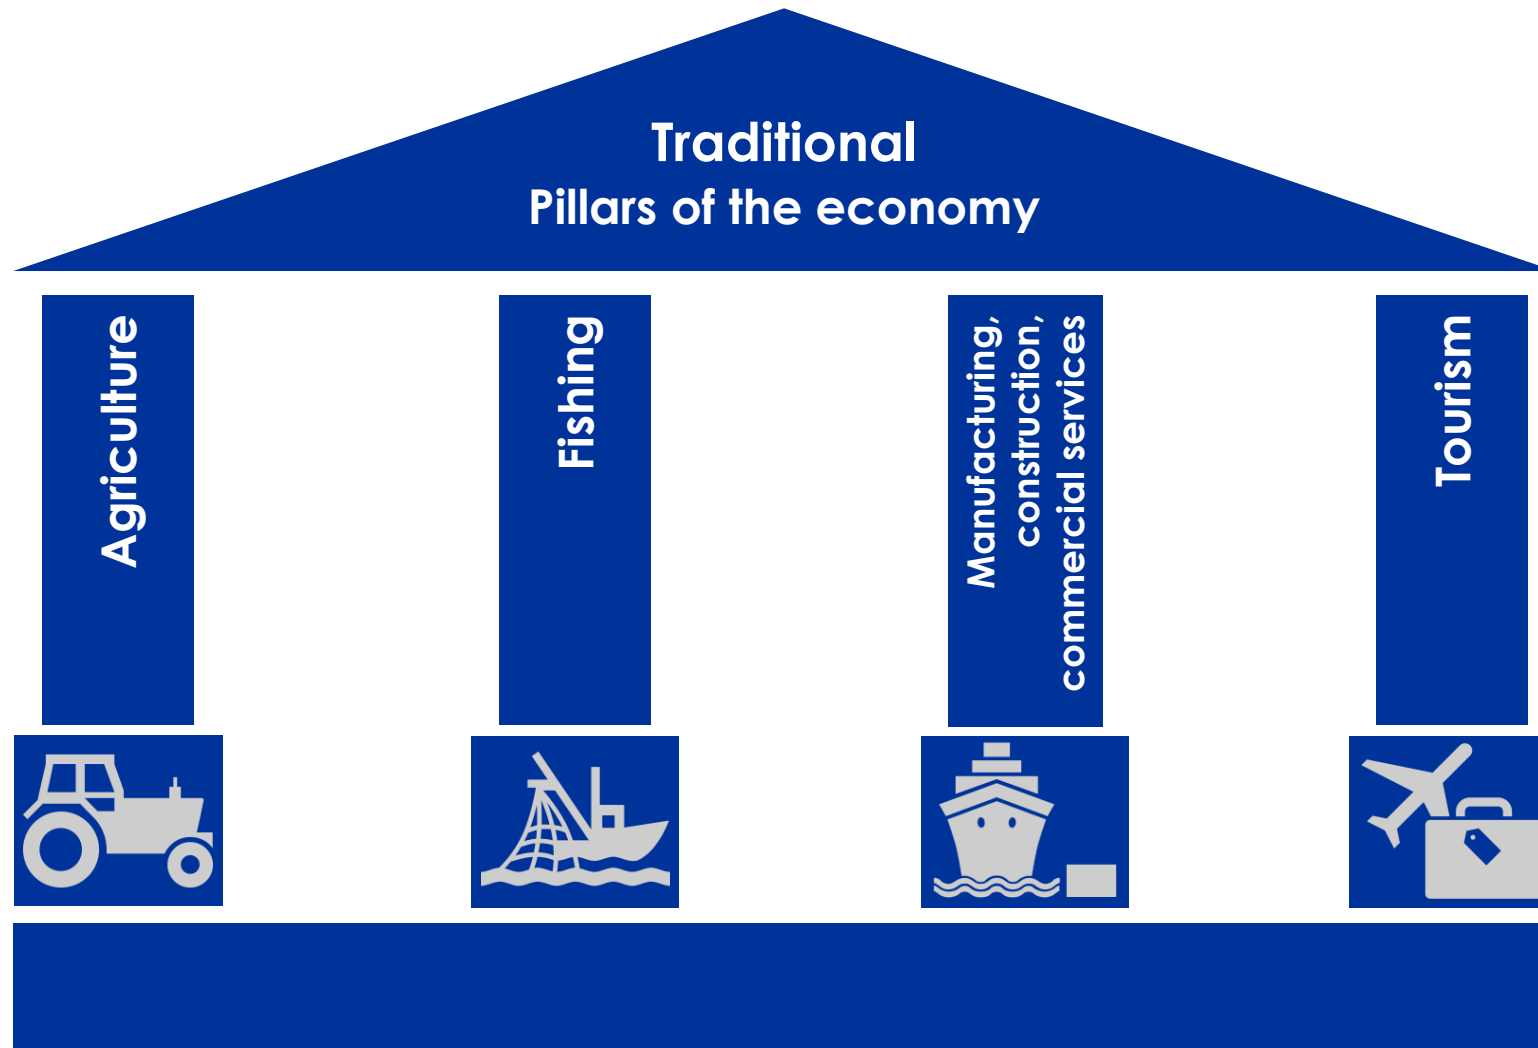 Traditional
Pillars of the economy
Agriculture
Fishing
Manufacturing,
construction,
commercial services
Tourism